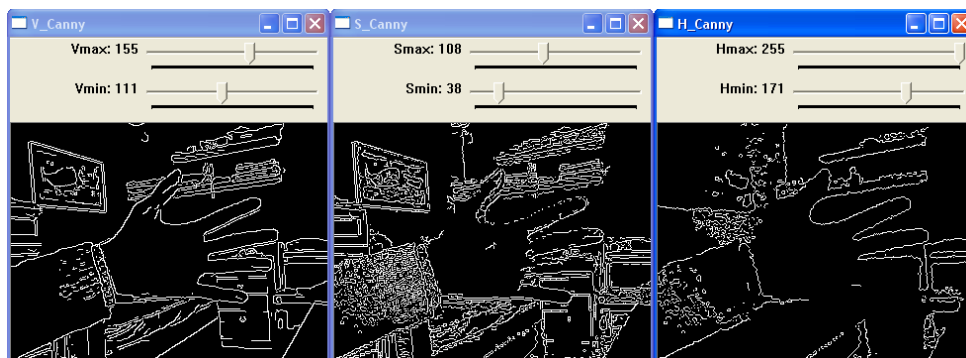 V_Canny
Vmax: 155
Vmin: 111
S_Canny
Smax: 108
Smin: 38
H_Canny
Hmax: 255
Hmin: 171